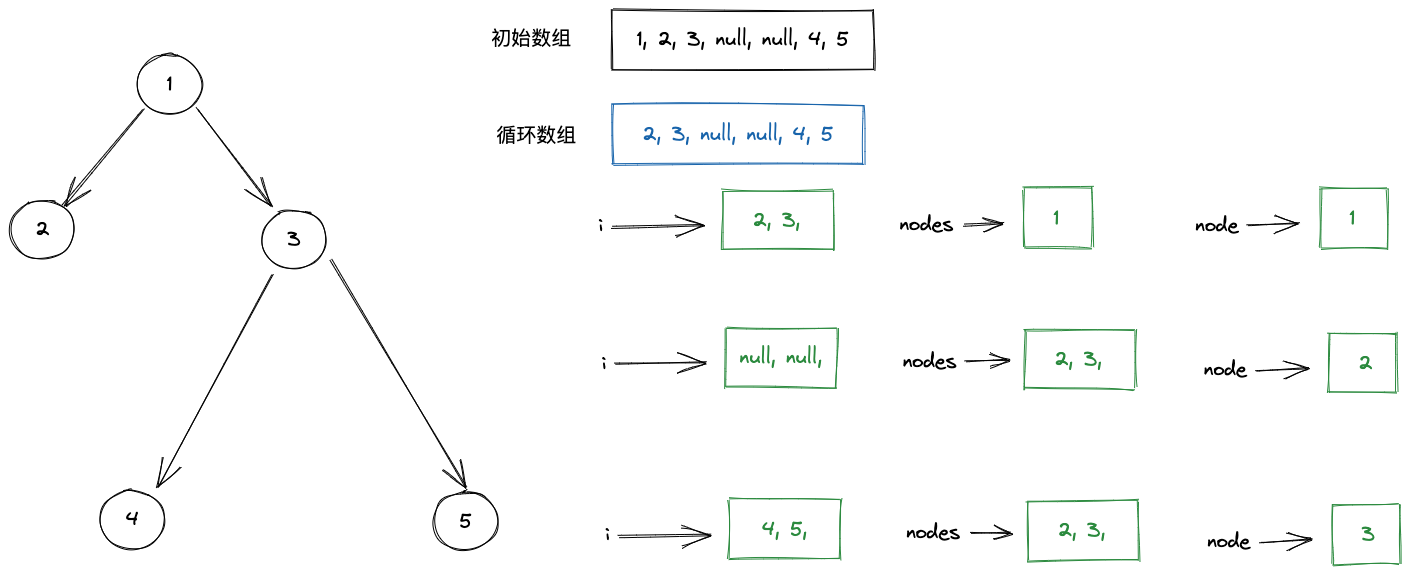 1
2
3
4
5
初始数组 1, 2, 3, null, null, 4, 5
循环数组 2, 3, null, null, 4, 5
i 2, 3, nodes 1 node 1
i null, null, nodes 2, 3, node 2
i 4, 5, nodes 2, 3, node 3